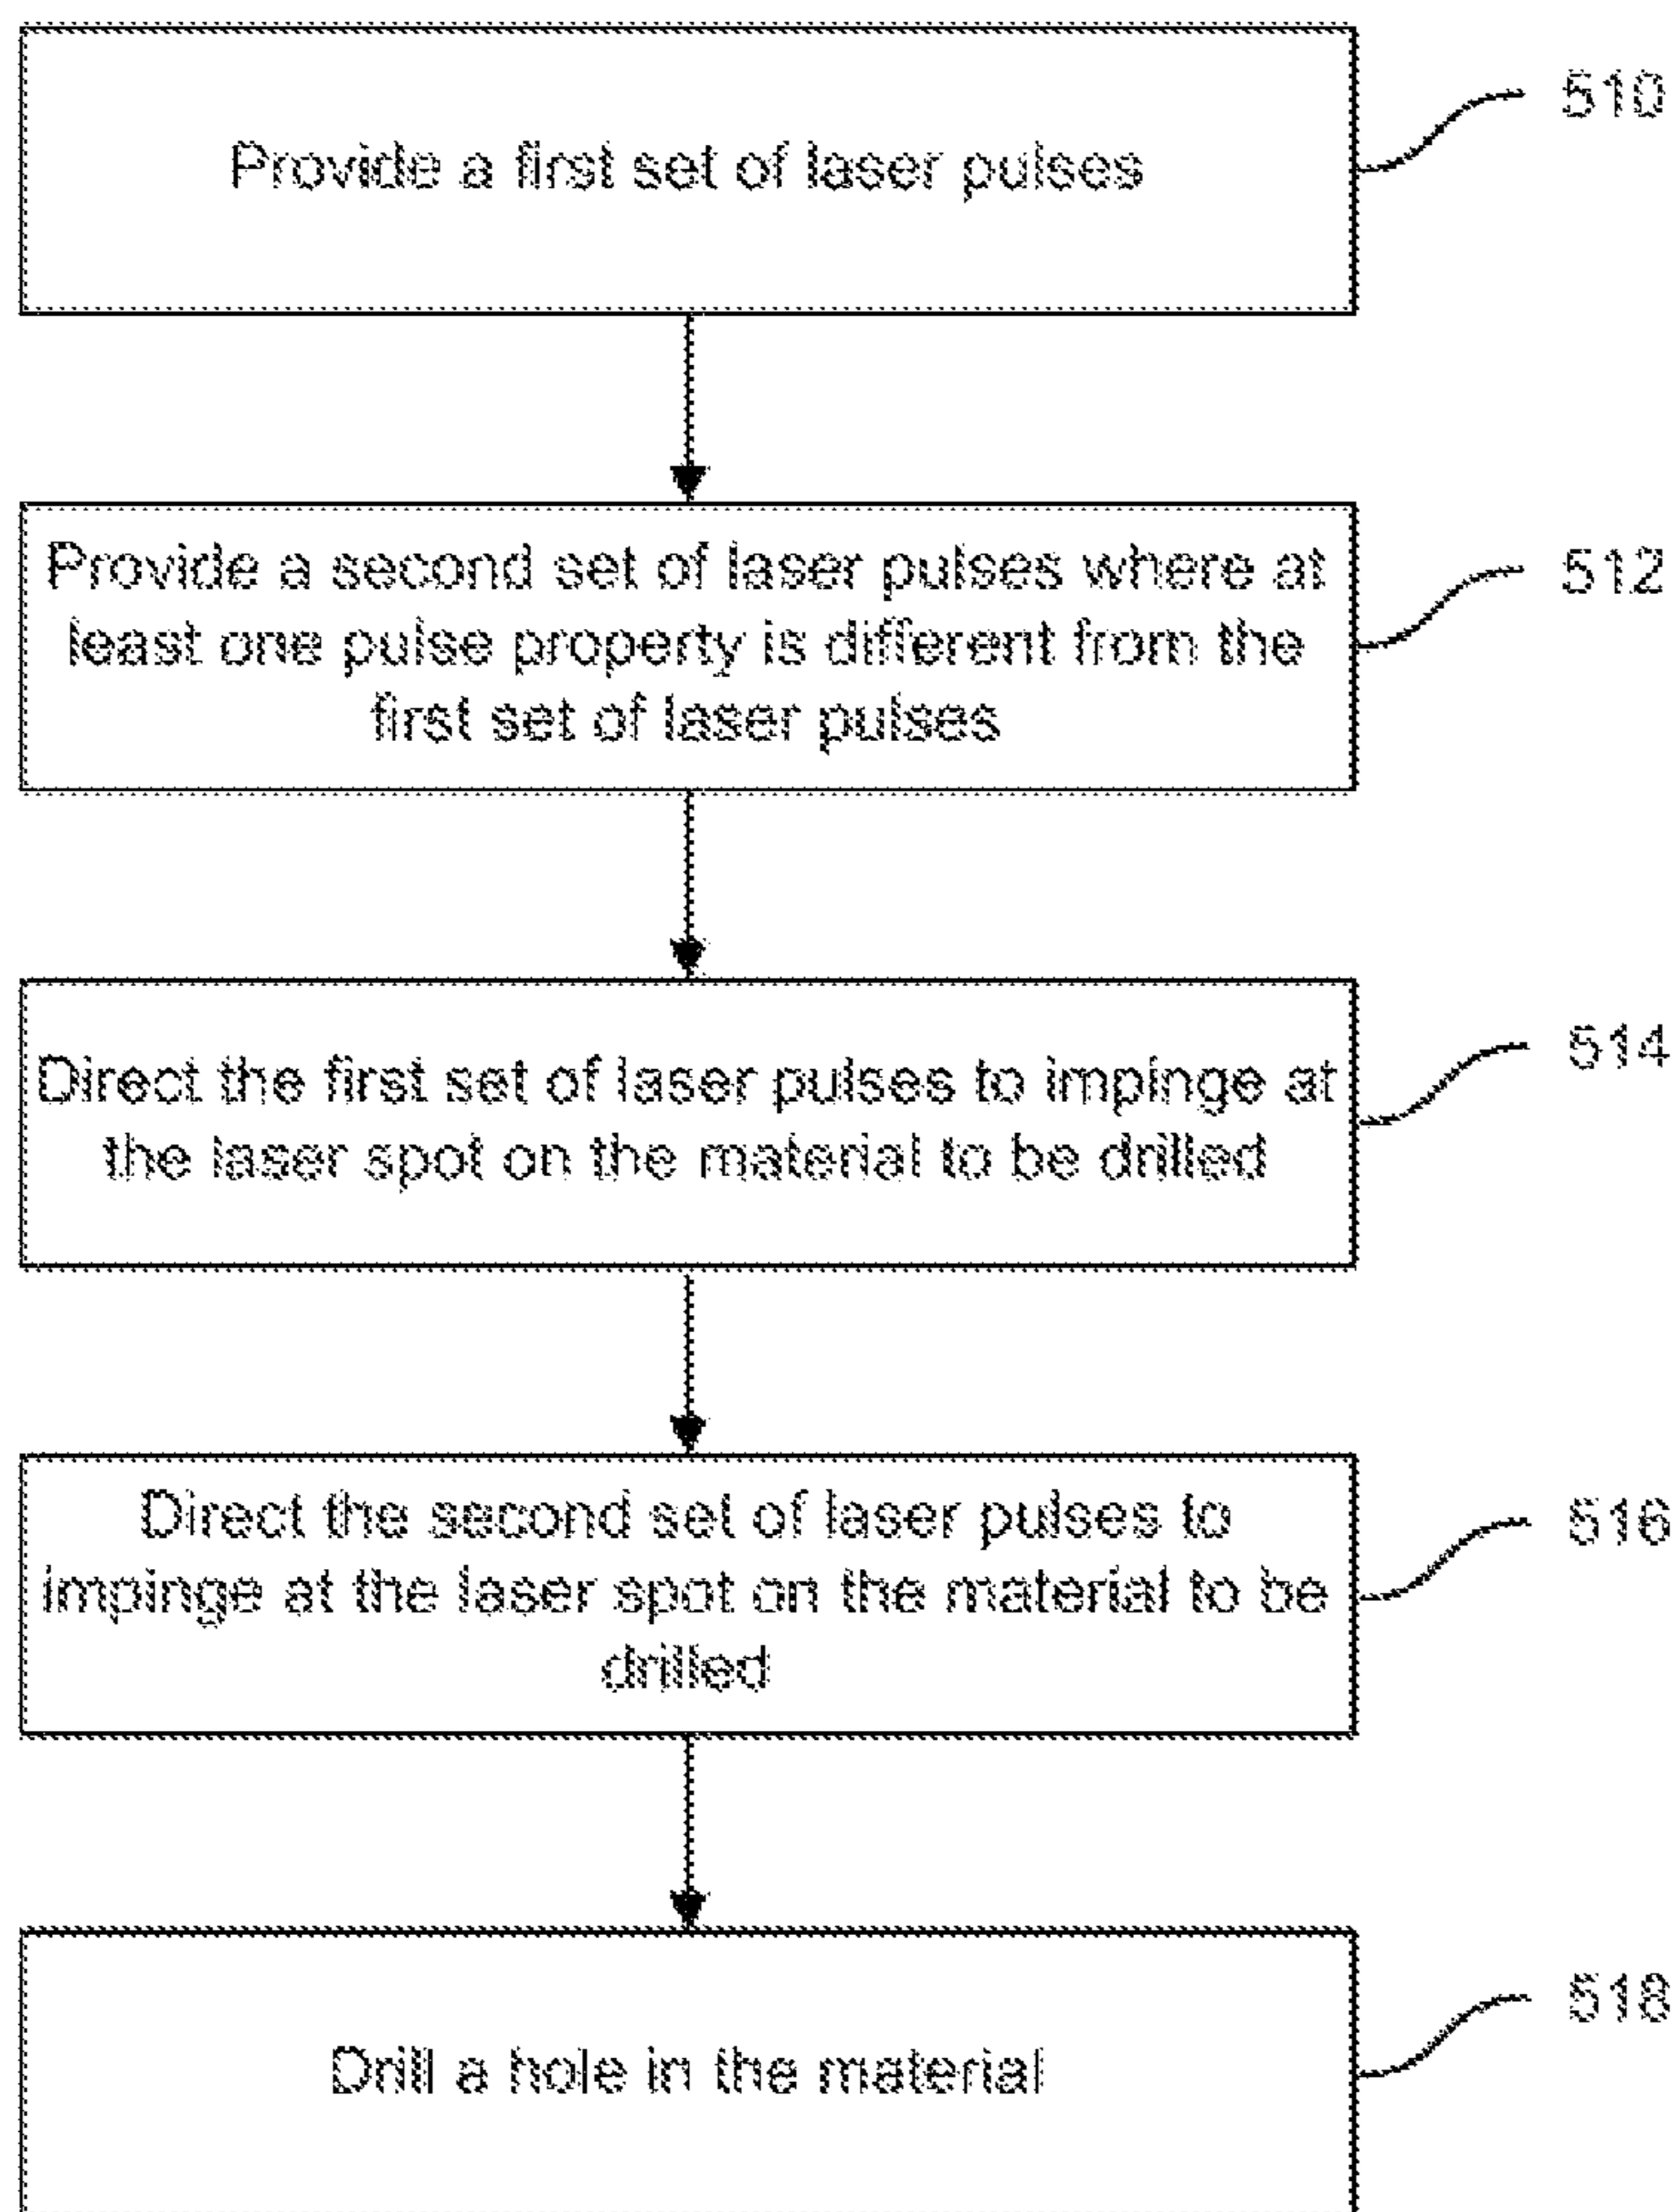 Provide a first set of laser pulses
510
Provide a second set of laser pulses where at
least one pulse property is different from the
first set of laser pulses
512
Direct the first set of laser pulses to impinge at
the laser spot on the material to be drilled
514
Direct the second set of laser pulses to
impinge at the laser spot on the material to be
drilled
516
Drill a hole in the material
518